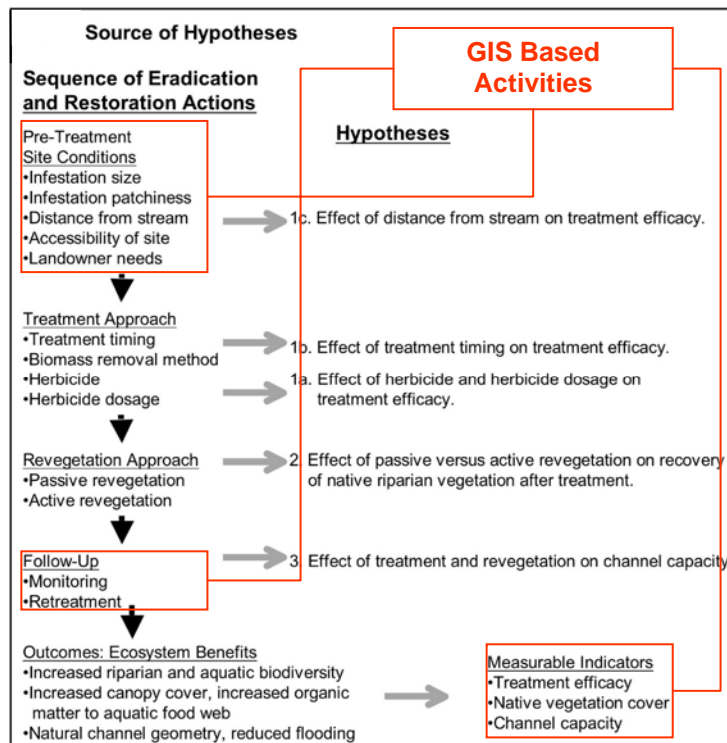 Source of Hypotheses
GIS Based
Activities
Sequence of Eradication
and Restoration Actions
Hypotheses
Pre-Treatment
Site Conditions
•Infestation size
•Infestation patchiness
•Distance from stream
•Accessibility of site
•Landowner needs
1c. Effect of distance from stream on treatment efficacy.
Treatment Approach
•Treatment timing
•Biomass removal method
•Herbicide
•Herbicide dosage
1b. Effect of treatment timing on treatment efficacy.
1a. Effect of herbicide and herbicide dosage on
treatment efficacy.
Revegetation Approach
•Passive revegetation
•Active revegetation
2. Effect of passive versus active revegetation on recovery
of native riparian vegetation after treatment.
Follow-Up
•Monitoring
•Retreatment
3. Effect of treatment and revegetation on channel capacity
Outcomes: Ecosystem Benefits
•Increased riparian and aquatic biodiversity
•Increased canopy cover, increased organic
matter to aquatic food web
•Natural channel geometry, reduced flooding
Measurable Indicators
•Treatment efficacy
•Native vegetation cover
•Channel capacity